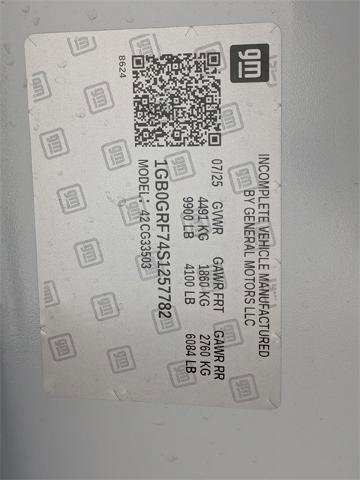 gm
INCOMPLETE VEHICLE MANUFACTURED
BY GENERAL MOTORS LLC
07/25 GVWR GAWR FRT GAWR RR
4491 KG 1860 KG 2760 KG
9900 LB 4100 LB 6084 LB
1GB0GRF74S1257782
MODEL: 42CG33503
8624